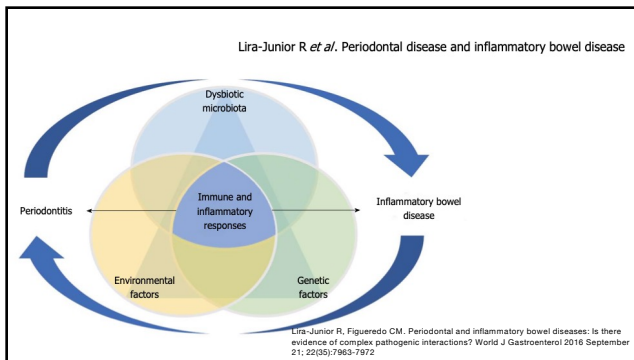 Lira-Junior R et al. Periodontal disease and inflammatory bowel disease
Dysbiotic
microbiota
Periodontitis
Immune and
inflammatory
responses
Inflammatory bowel
disease
Environmental
factors
Genetic
factors
Lira-Junior R, Figueredo CM. Periodontal and inflammatory bowel diseases: Is there
evidence of complex pathogenic interactions? World J Gastroenterol 2016 September
21; 22(35):7963-7972